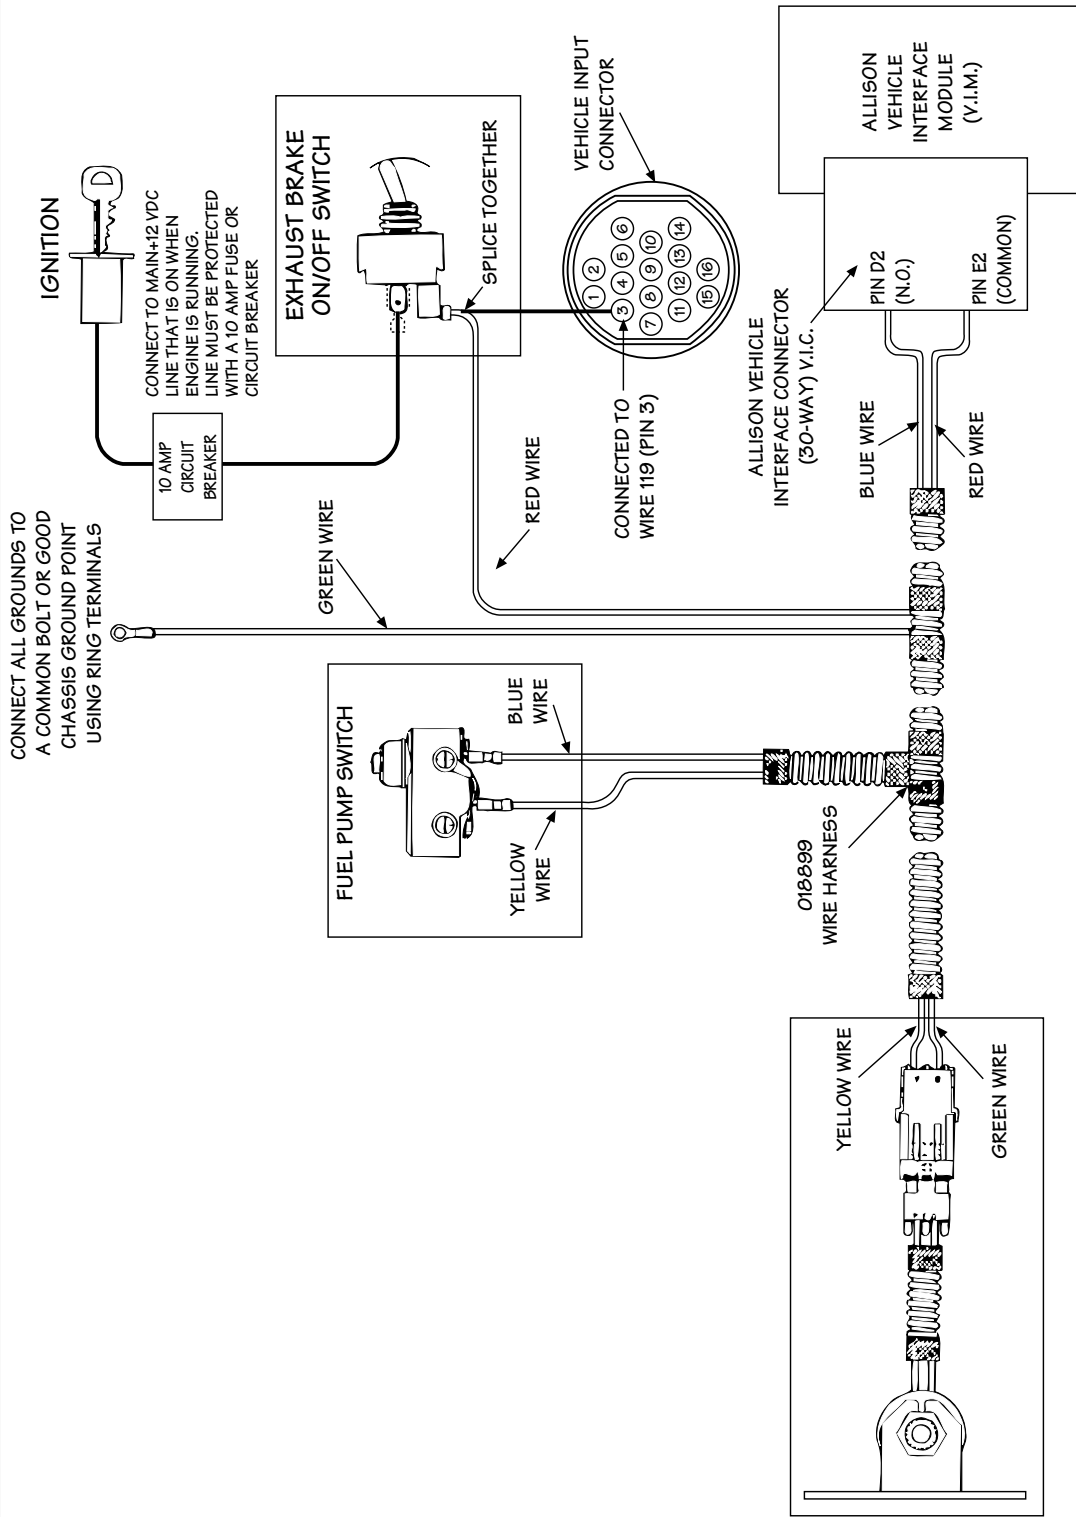 CONNECT ALL GROUNDS TO
A COMMON BOLT OR GOOD
CHASSIS GROUND POINT
USING RING TERMINALS
IGNITION
CONNECT TO MAIN+12 VDC
LINE THAT IS ON WHEN
ENGINE IS RUNNING.
LINE MUST BE PROTECTED
WITH A 10 AMP FUSE OR
CIRCUIT BREAKER
10 AMP
CIRCUIT
BREAKER
GREEN WIRE
EXHAUST BRAKE
ON/OFF SWITCH
SPLICE TOGETHER
RED WIRE
FUEL PUMP SWITCH
YELLOW
WIRE
BLUE
WIRE
VEHICLE INPUT
CONNECTOR
1 2
3 4 5 6
7 8 9 10
11 12 13 14
15 16
CONNECTED TO
WIRE 119 (PIN 3)
ALLISON VEHICLE
INTERFACE CONNECTOR
(30-WAY) V.I.C.
ALLISON
VEHICLE
INTERFACE
MODULE
(V.I.M.)
PIN D2
(N.O.)
PIN E2
(COMMON)
BLUE WIRE
RED WIRE
018899
WIRE HARNESS
YELLOW WIRE
GREEN WIRE